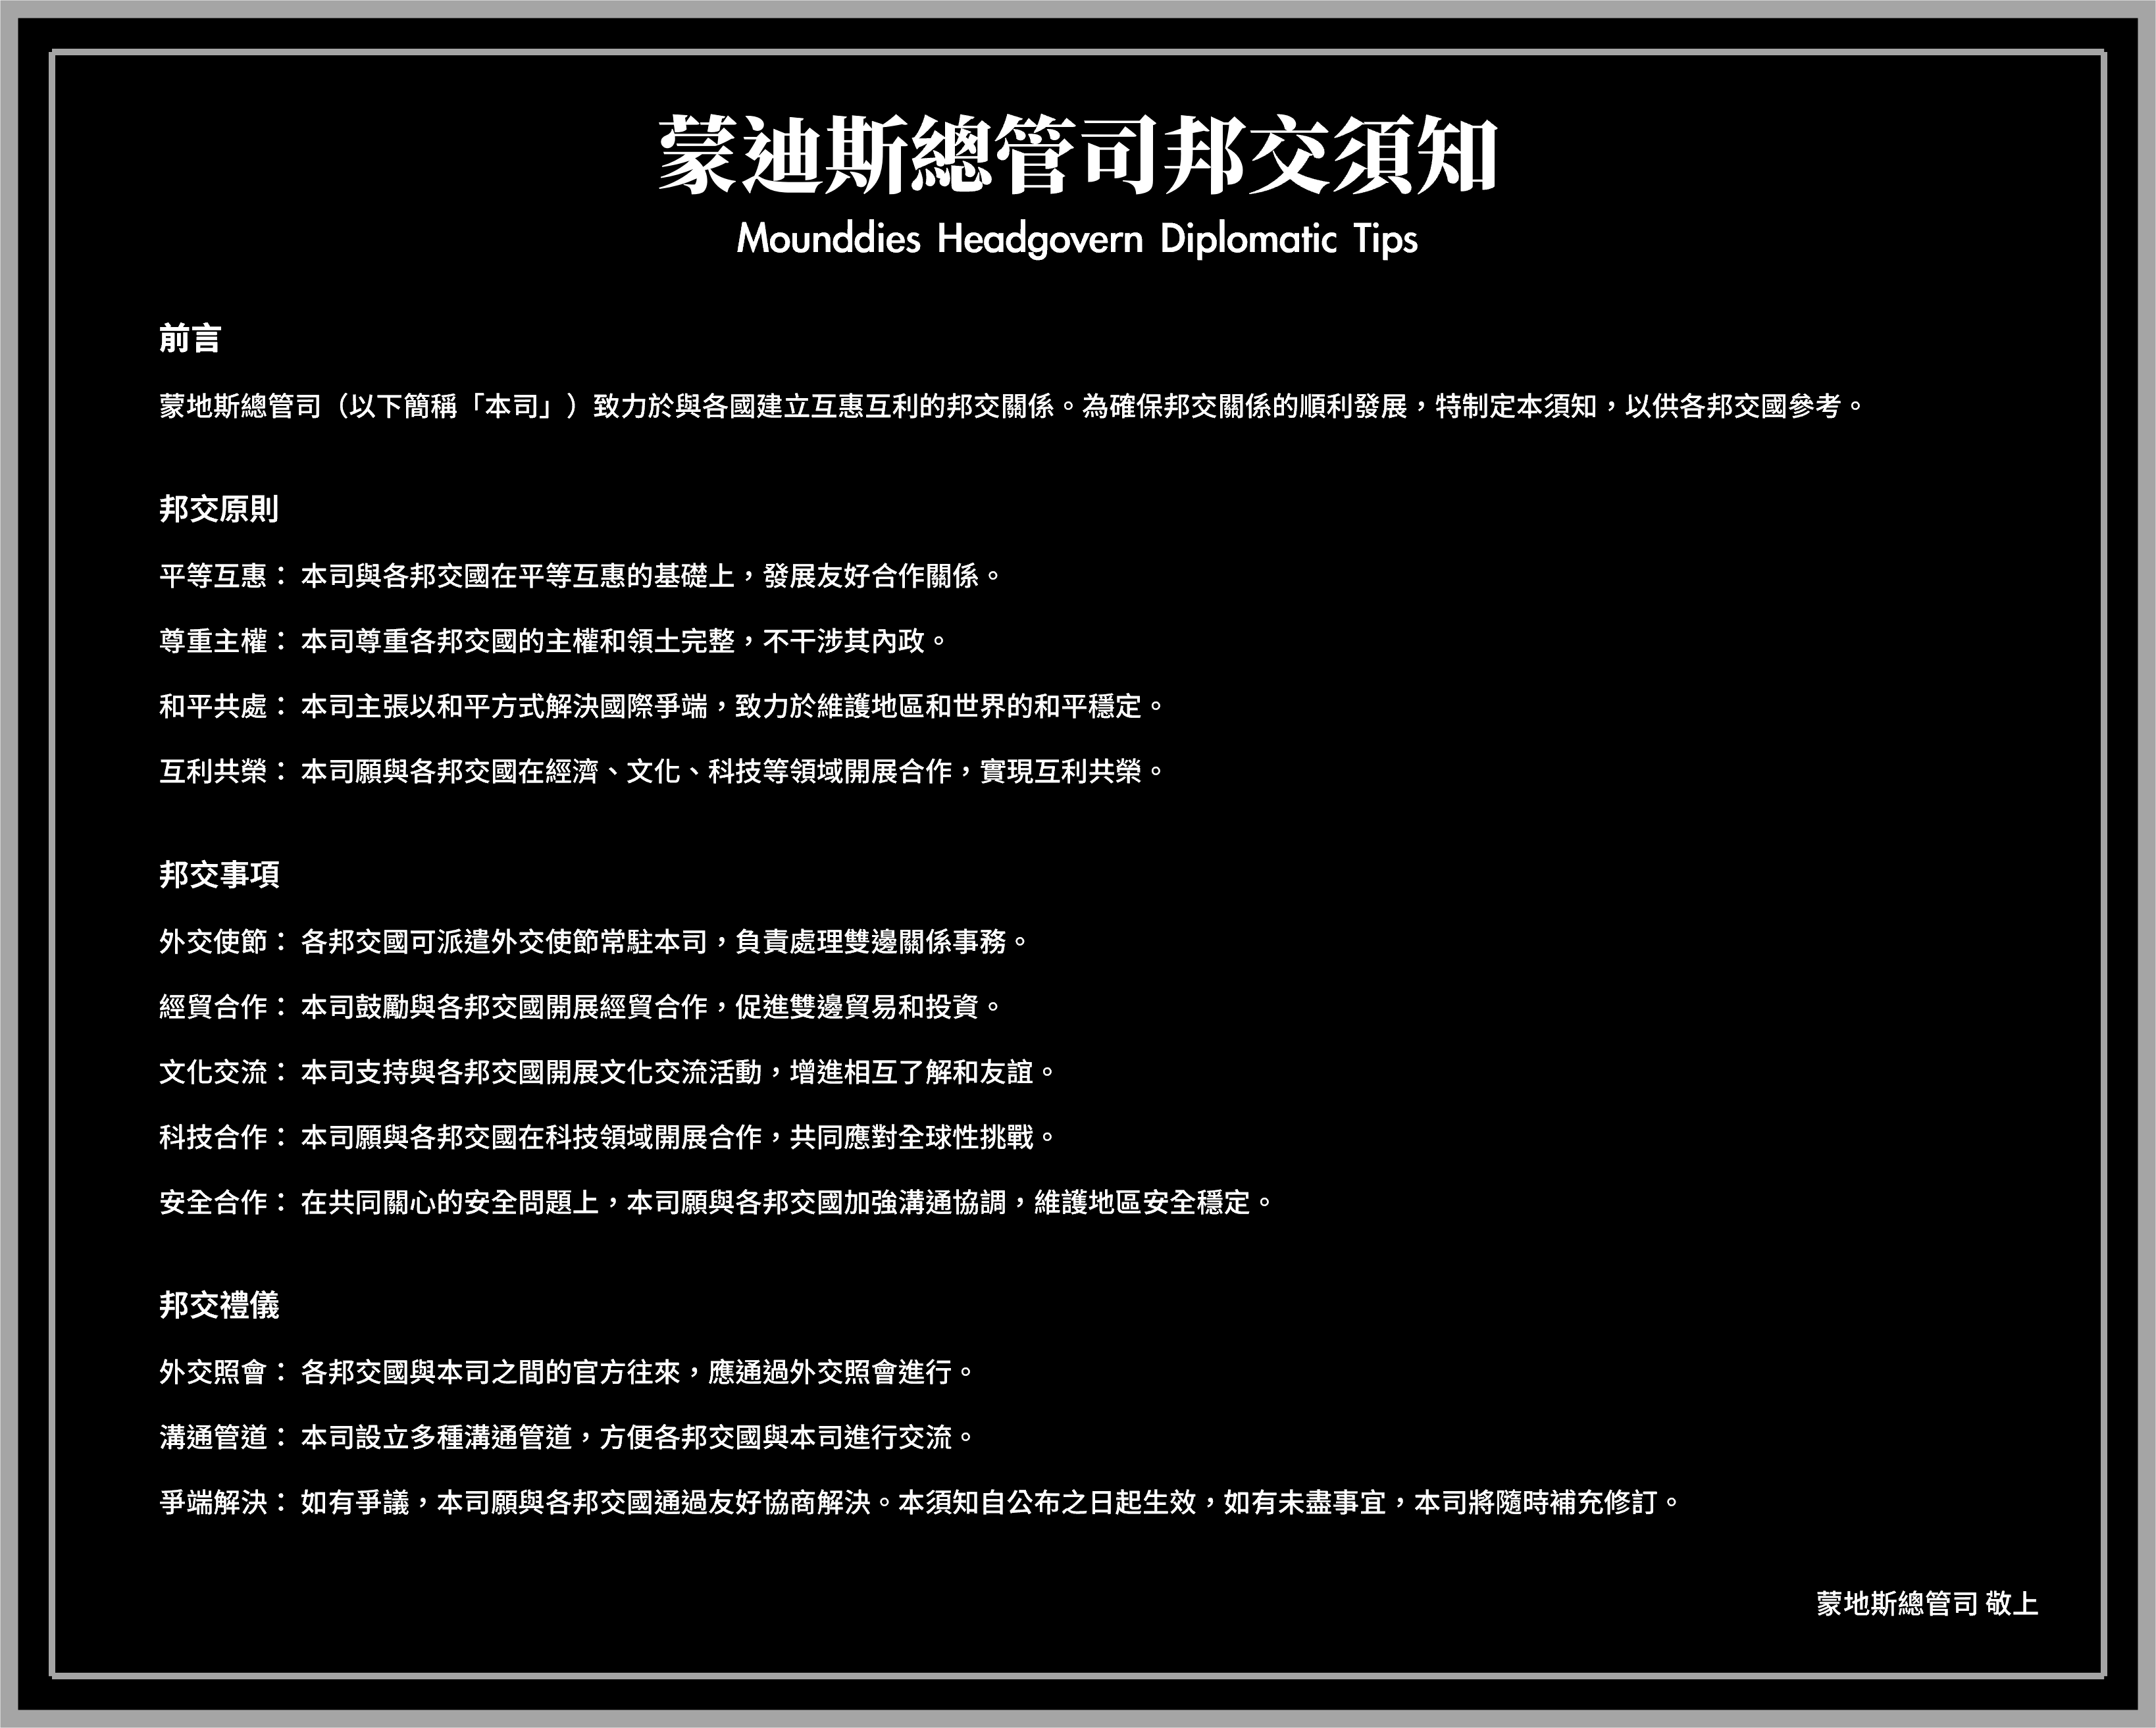 蒙迪斯總管司邦交須知
Mounddies Headgovern Diplomatic Tips
前言
蒙地斯總管司（以下簡稱「本司」）致力於與各國建立互惠互利的邦交關係。為確保邦交關係的順利發展，特制定本須知，以供各邦交國參考。
邦交原則
平等互惠： 本司與各邦交國在平等互惠的基礎上，發展友好合作關係。
尊重主權： 本司尊重各邦交國的主權和領土完整，不干涉其內政。
和平共處： 本司主張以和平方式解決國際爭端，致力於維護地區和世界的和平穩定。
互利共榮： 本司願與各邦交國在經濟、文化、科技等領域開展合作，實現互利共榮。
邦交事項
外交使節： 各邦交國可派遣外交使節常駐本司，負責處理雙邊關係事務。
經貿合作： 本司鼓勵與各邦交國開展經貿合作，促進雙邊貿易和投資。
文化交流： 本司支持與各邦交國開展文化交流活動，增進相互了解和友誼。
科技合作： 本司願與各邦交國在科技領域開展合作，共同應對全球性挑戰。
安全合作： 在共同關心的安全問題上，本司願與各邦交國加強溝通協調，維護地區安全穩定。
邦交禮儀
外交照會： 各邦交國與本司之間的官方往來，應通過外交照會進行。
溝通管道： 本司設立多種溝通管道，方便各邦交國與本司進行交流。
爭端解決： 如有爭議，本司願與各邦交國通過友好協商解決。本須知自公布之日起生效，如有未盡事宜，本司將隨時補充修訂。
蒙地斯總管司 敬上